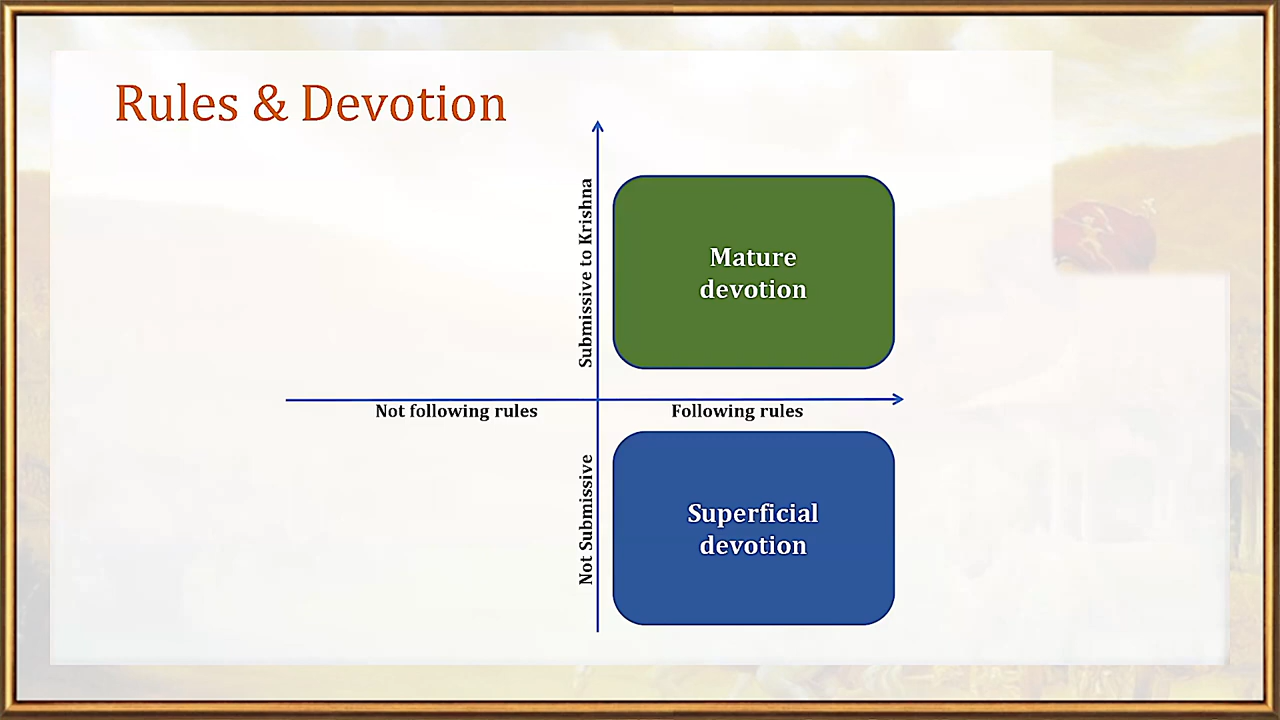 Rules & Devotion
Submissive to Krishna
Mature
devotion
Not following rules
Following rules
Not Submissive
Superficial
devotion